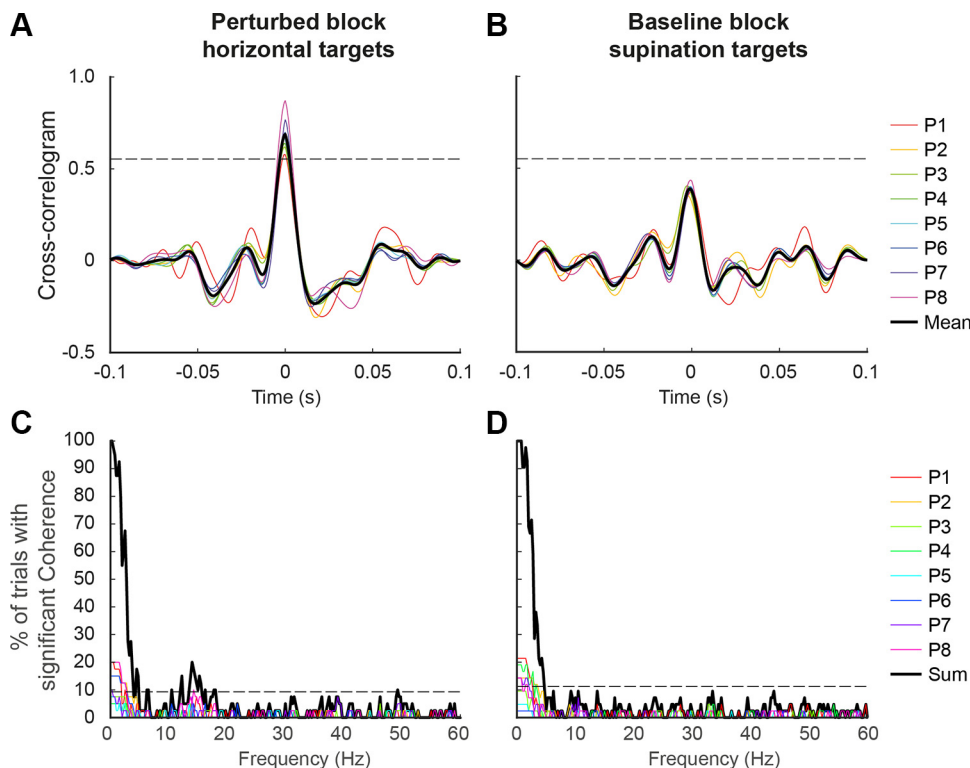 A
Perturbed block
horizontal targets
B
Baseline block
supination targets
Cross-correlogram
1.0
0.5
0
-0.5
-0.1
-0.05
0
0.05
0.1
Time (s)
-0.1
-0.05
0
0.05
0.1
Time (s)
P1
P2
P3
P4
P5
P6
P7
P8
Mean
C
% of trials with
significant Coherence
100
90
80
70
60
50
40
30
20
10
0
0
10
20
30
40
50
60
Frequency (Hz)
D
0
10
20
30
40
50
60
Frequency (Hz)
P1
P2
P3
P4
P5
P6
P7
P8
Sum